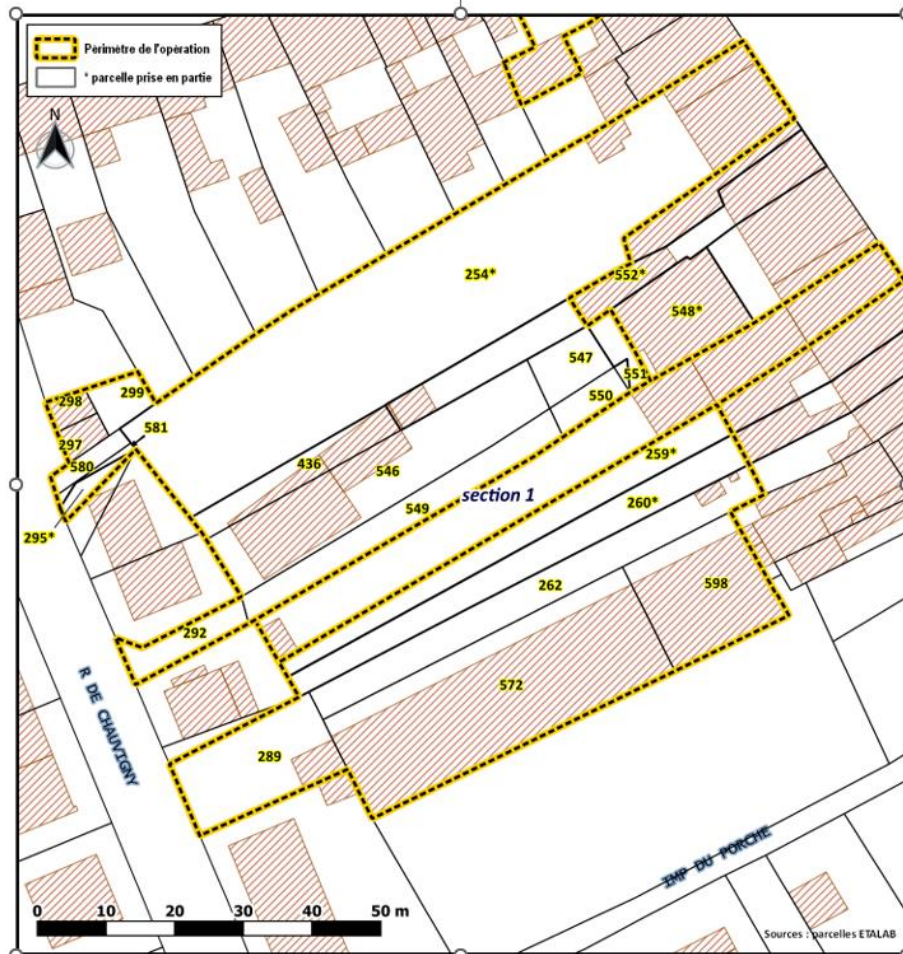 Périmètre de l'opération
* parcelle prise en partie
N
254*
552*
548*
547
551
550
299
298
581
297
580
436
546
259*
section 1
549
260*
295*
262
598
292
572
R DE CHAUVIGNY
289
IMP DU PORCHE
0 10 20 30 40 50 m
Sources : parcelles ETALAB